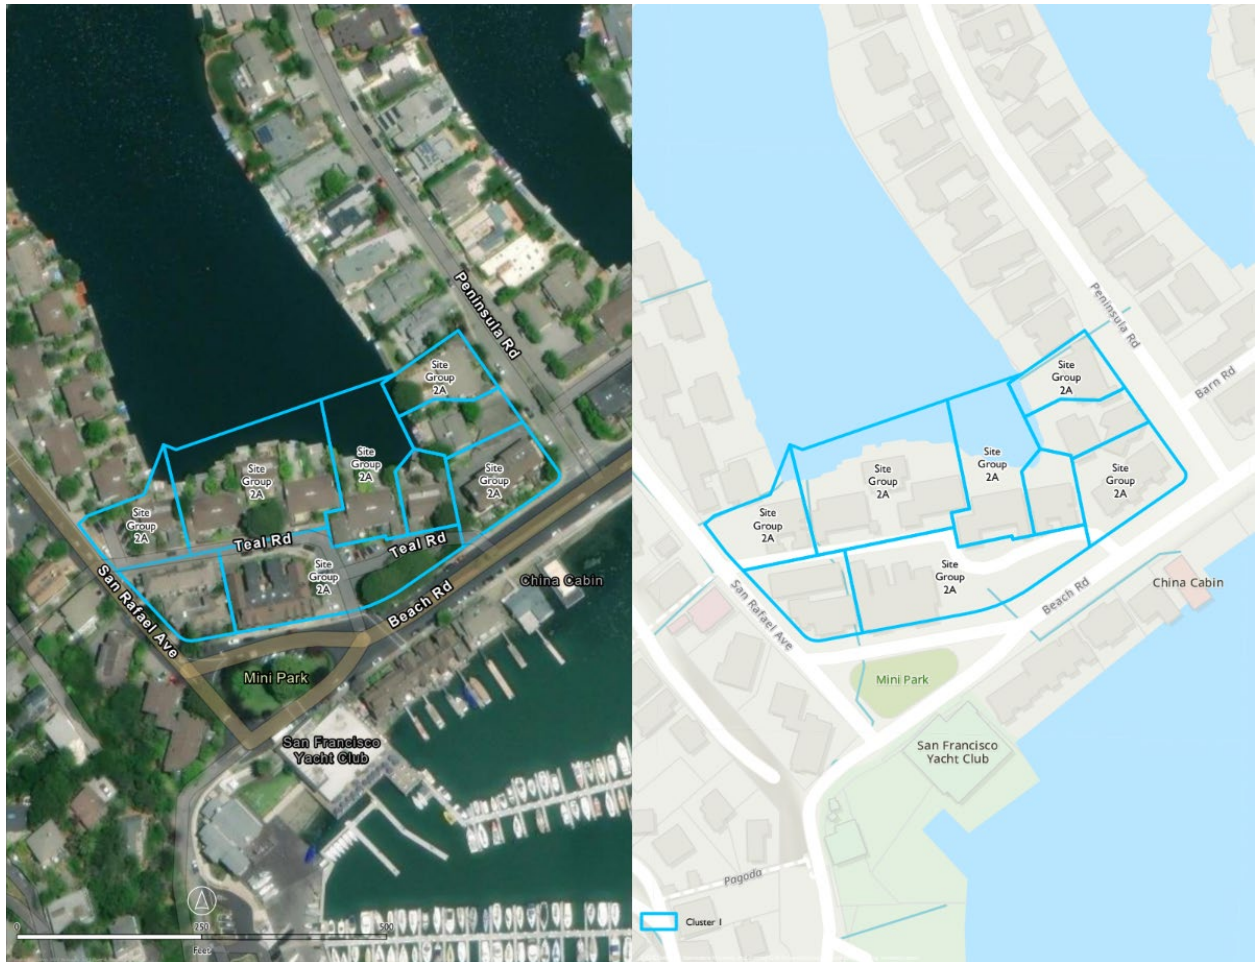 Peninsula Rd
Site
Group
2A
Site
Group
2A
Site
Group
2A
Site
Group
2A
Site
Group
2A
Teal Rd
Teal Rd
Site
Group
2A
San Rafael Ave
Beach Rd
China Cabin
Mini Park
San Francisco
Yacht Club
0
250
500
Feet
Peninsula Rd
Barn Rd
Site
Group
2A
Site
Group
2A
Site
Group
2A
Site
Group
2A
Site
Group
2A
Site
Group
2A
San Rafael Ave
Beach Rd
China Cabin
Mini Park
San Francisco
Yacht Club
Pagoda
Cluster 1